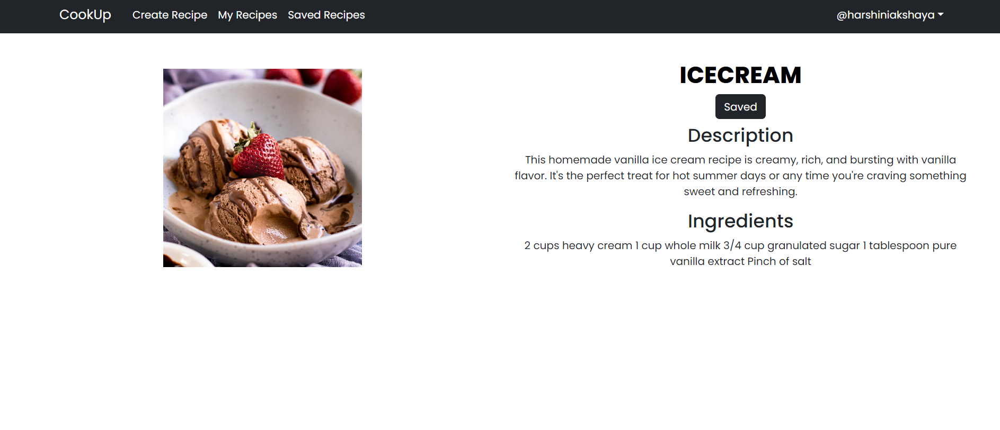 CookUp Create Recipe My Recipes Saved Recipes @harshiniakshaya
ICECREAM
Saved
Description
This homemade vanilla ice cream recipe is creamy, rich, and bursting with vanilla
flavor. It's the perfect treat for hot summer days or any time you're craving something
sweet and refreshing.
Ingredients
2 cups heavy cream 1 cup whole milk 3/4 cup granulated sugar 1 tablespoon pure
vanilla extract Pinch of salt